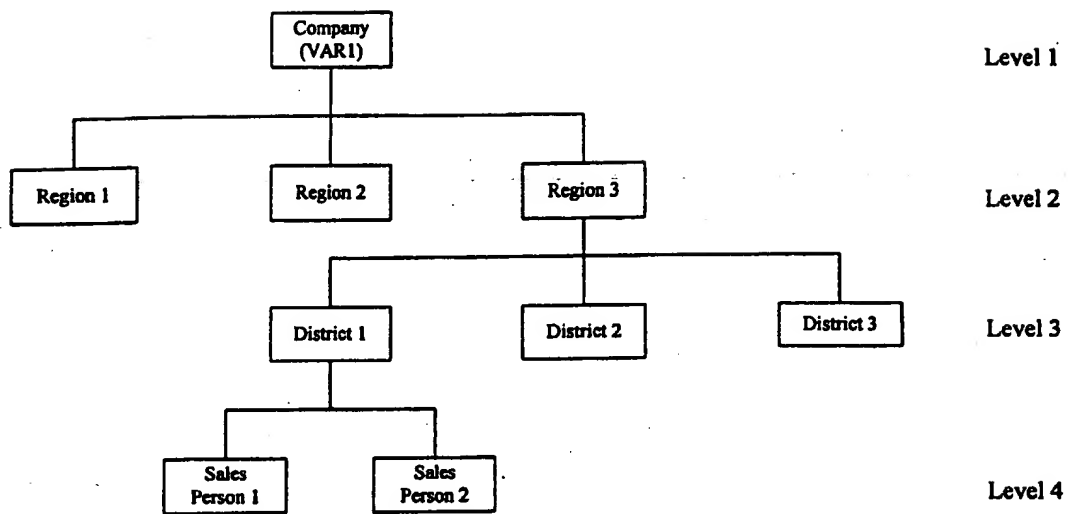 Company
(VAR1)
Level 1
Region 1
Region 2
Region 3
Level 2
District 1
District 2
District 3
Level 3
Sales
Person 1
Sales
Person 2
Level 4